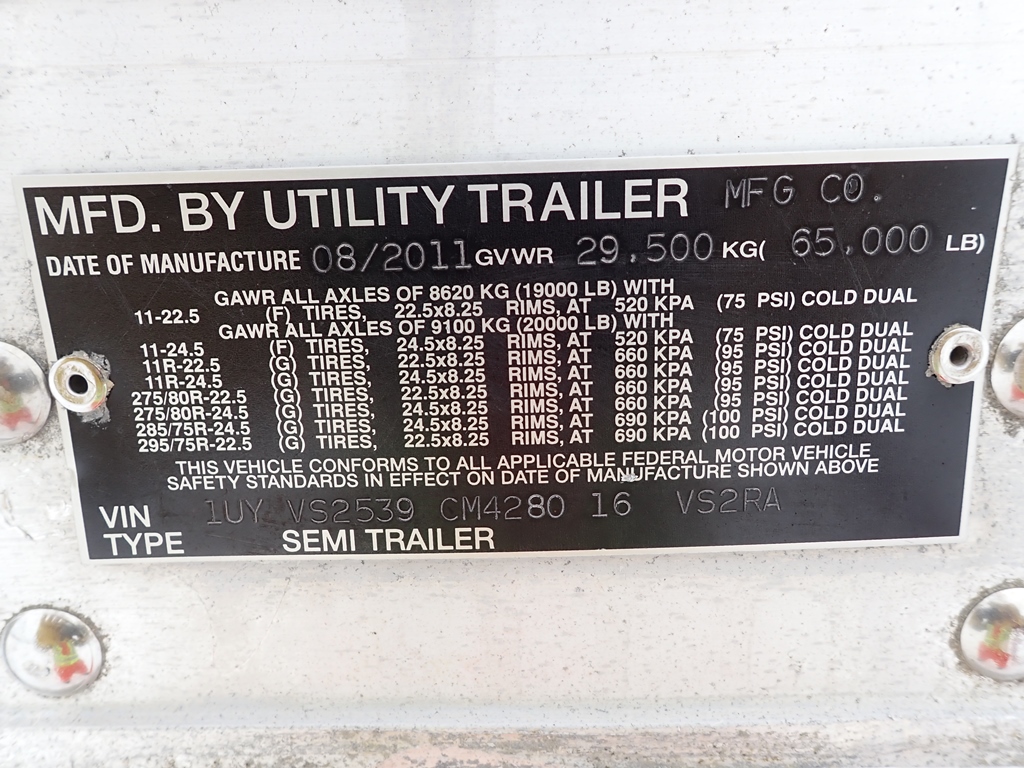 MFD. BY UTILITY TRAILER MFG CO.
DATE OF MANUFACTURE 08/2011 GVWR 29,500 KG( 65,000 LB)
GAWR ALL AXLES OF 8620 KG (19000 LB) WITH
11-22.5 (F) TIRES, 22.5x8.25 RIMS, AT 520 KPA (75 PSI) COLD DUAL
GAWR ALL AXLES OF 9100 KG (20000 LB) WITH
11-24.5 (F) TIRES, 24.5x8.25 RIMS, AT 520 KPA (75 PSI) COLD DUAL
11R-22.5 (G) TIRES, 22.5x8.25 RIMS, AT 660 KPA (95 PSI) COLD DUAL
11R-24.5 (G) TIRES, 24.5x8.25 RIMS, AT 660 KPA (95 PSI) COLD DUAL
275/80R-22.5 (G) TIRES, 22.5x8.25 RIMS, AT 660 KPA (95 PSI) COLD DUAL
275/80R-24.5 (G) TIRES, 24.5x8.25 RIMS, AT 660 KPA (95 PSI) COLD DUAL
285/75R-24.5 (G) TIRES, 24.5x8.25 RIMS, AT 690 KPA (100 PSI) COLD DUAL
295/75R-22.5 (G) TIRES, 22.5x8.25 RIMS, AT 690 KPA (100 PSI) COLD DUAL
THIS VEHICLE CONFORMS TO ALL APPLICABLE FEDERAL MOTOR VEHICLE
SAFETY STANDARDS IN EFFECT ON DATE OF MANUFACTURE SHOWN ABOVE
VIN 1UY VS2539 CM4280 16 VS2RA
TYPE SEMI TRAILER